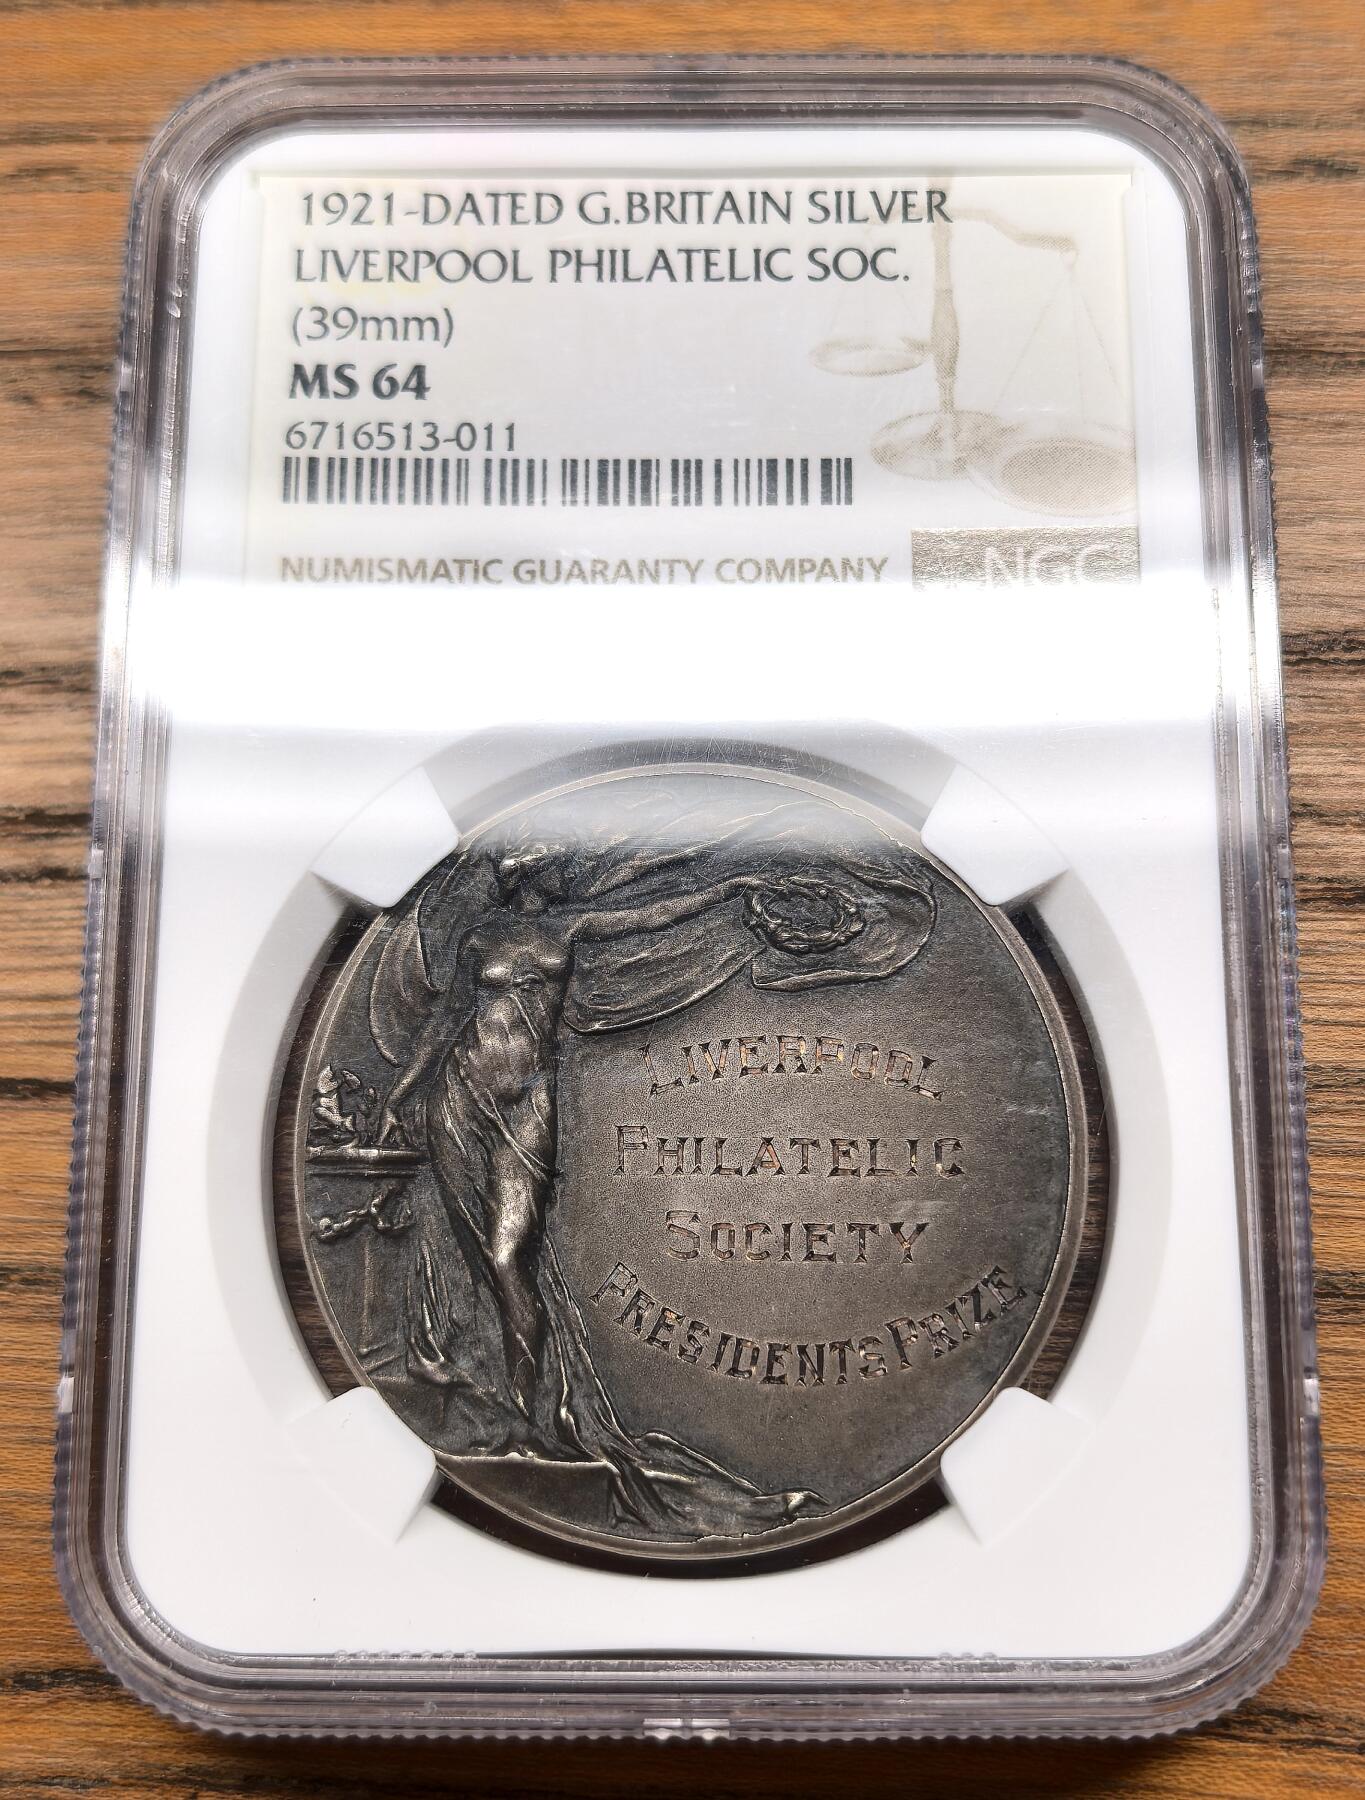 1921-DATED G.BRITAIN SILVER
LIVERPOOL PHILATELIC SOC.
(39mm)
MS 64
6716513-011
NUMISMATIC GUARANTY COMPANY
NGC
LIVERPOOL
PHILATELIC
SOCIETY
PRESIDENTS PRIZE.